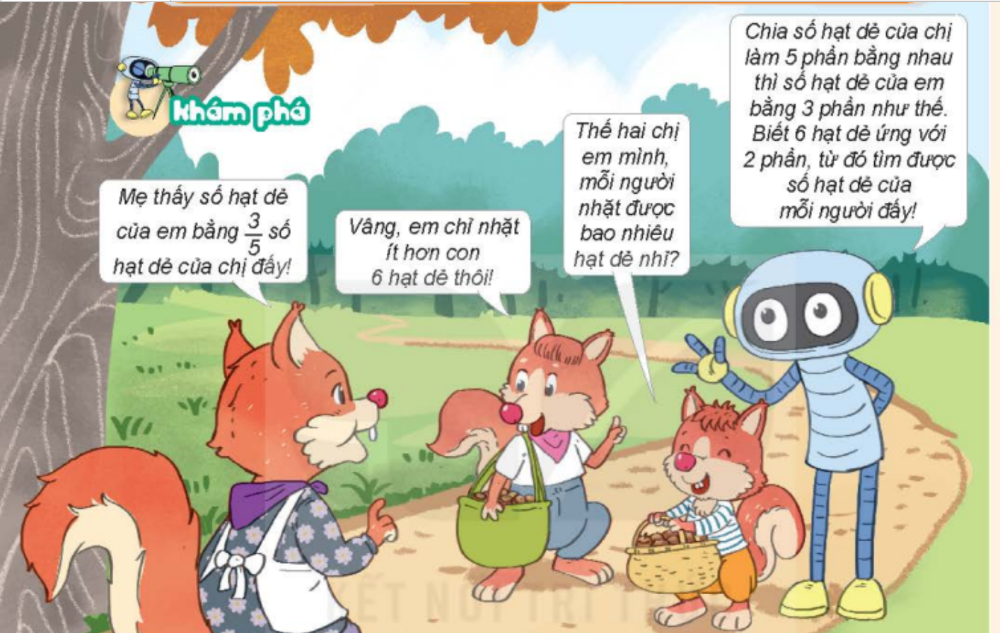 khám phá
Mẹ thấy số hạt dẻ
của em bằng 3/5 số
hạt dẻ của chị đấy!
Vâng, em chỉ nhặt
ít hơn con
6 hạt dẻ thôi!
Thế hai chị
em mình,
mỗi người
nhặt được
bao nhiêu
hạt dẻ nhỉ?
Chia số hạt dẻ của chị
làm 5 phần bằng nhau
thì số hạt dẻ của em
bằng 3 phần như thế.
Biết 6 hạt dẻ ứng với
2 phần, từ đó tìm được
số hạt dẻ của
mỗi người đấy!
KẾT NỐI TRI